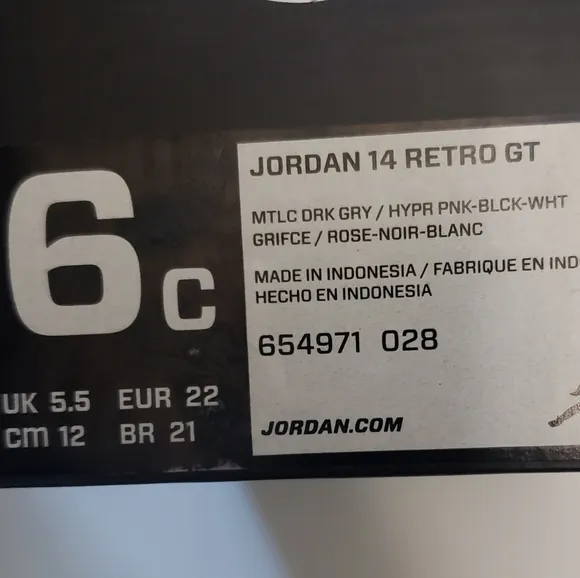 6C
UK 5.5 EUR 22
CM 12 BR 21
JORDAN 14 RETRO GT
MTLC DRK GRY / HYPR PNK-BLCK-WHT
GRIFCE / ROSE-NOIR-BLANC
MADE IN INDONESIA / FABRIQUE EN IND
HECHO EN INDONESIA
654971 028
JORDAN.COM